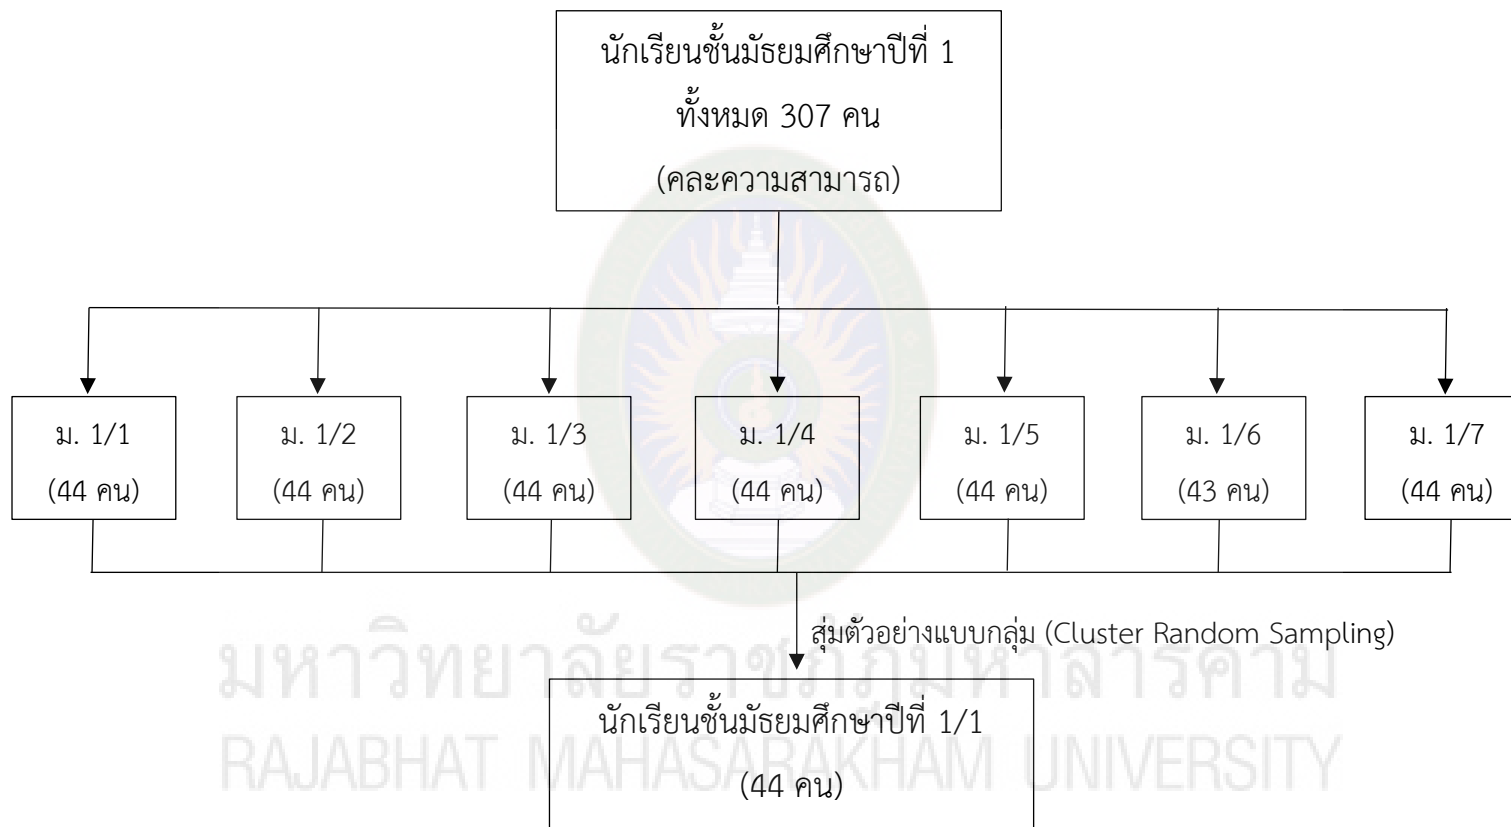 นักเรียนชั้นมัธยมศึกษาปีที่ 1
ทั้งหมด 307 คน
(คละความสามารถ)
ม. 1/1
(44 คน)
ม. 1/2
(44 คน)
ม. 1/3
(44 คน)
ม. 1/4
(44 คน)
ม. 1/5
(44 คน)
ม. 1/6
(43 คน)
ม. 1/7
(44 คน)
สุ่มตัวอย่างแบบกลุ่ม (Cluster Random Sampling)
มหาวิทยาลัยราชภัฏมหาสารคาม
นักเรียนชั้นมัธยมศึกษาปีที่ 1/1
RAJABHAT MAHASARAKHAM UNIVERSITY
(44 คน)